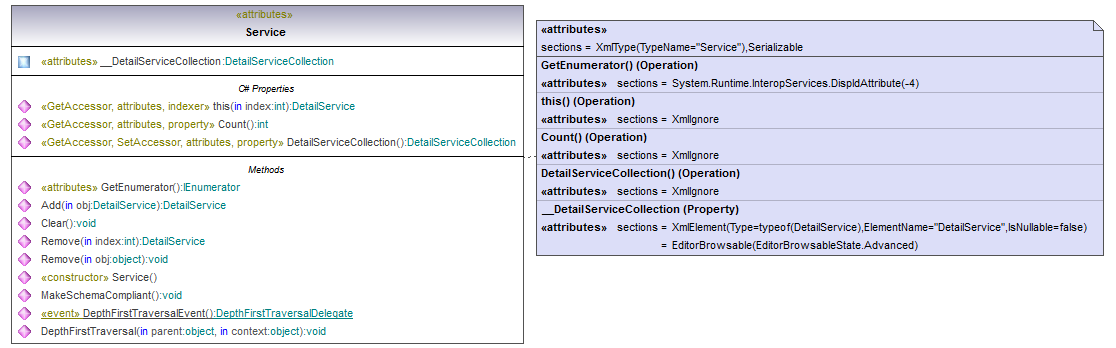 «attributes»
Service
«attributes» __DetailServiceCollection:DetailServiceCollection
C# Properties
«GetAccessor, attributes, indexer» this(in index:int):DetailService
«GetAccessor, attributes, property» Count():int
«GetAccessor, SetAccessor, attributes, property» DetailServiceCollection():DetailServiceCollection
Methods
«attributes» GetEnumerator():IEnumerator
Add(in obj:DetailService):DetailService
Clear():void
Remove(in index:int):DetailService
Remove(in obj:object):void
«constructor» Service()
MakeSchemaCompliant():void
«event» DepthFirstTraversalEvent():DepthFirstTraversalDelegate
DepthFirstTraversal(in parent:object, in context:object):void
«attributes»
sections = XmlType(TypeName="Service"),Serializable
GetEnumerator() (Operation)
«attributes» sections = System.Runtime.InteropServices.DispIdAttribute(-4)
this() (Operation)
«attributes» sections = XmlIgnore
Count() (Operation)
«attributes» sections = XmlIgnore
DetailServiceCollection() (Operation)
«attributes» sections = XmlIgnore
__DetailServiceCollection (Property)
«attributes» sections = XmlElement(Type=typeof(DetailService),ElementName="DetailService",IsNullable=false)
= EditorBrowsable(EditorBrowsableState.Advanced)